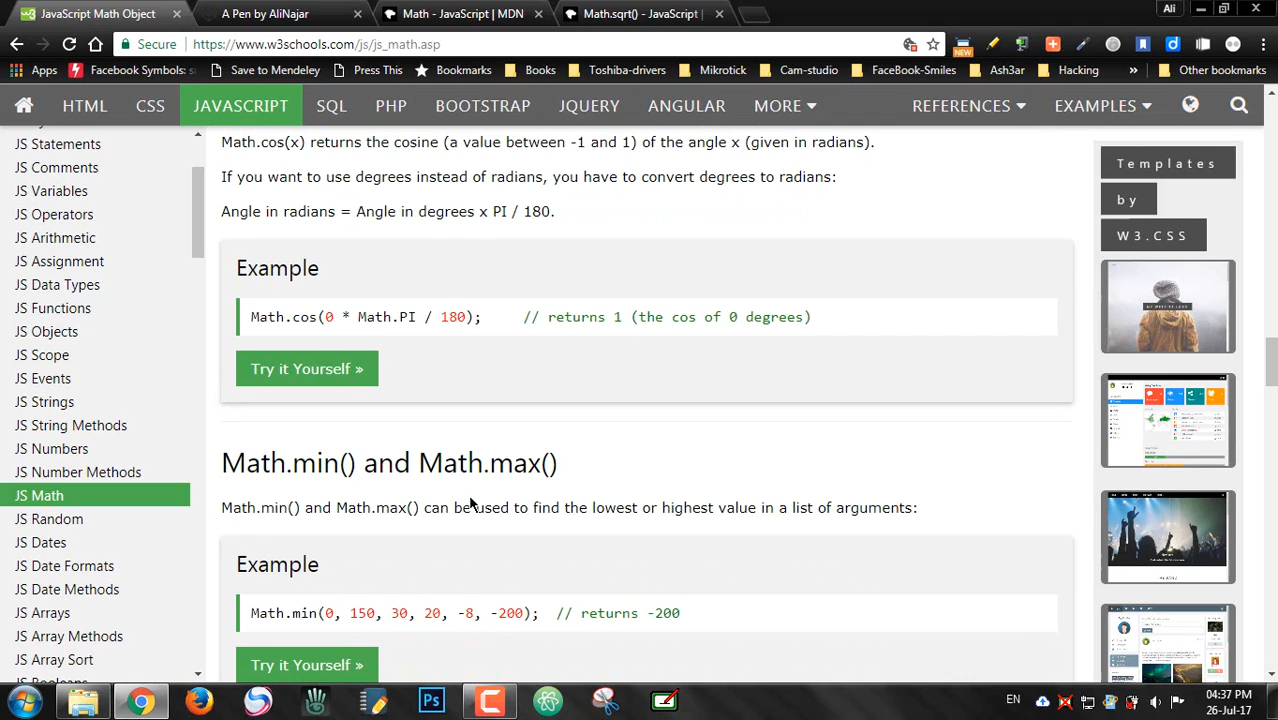 JavaScript Math Object
A Pen by AliNajar
Math - JavaScript | MDN
Math.sqrt() - JavaScript |
Ali
Secure
https://www.w3schools.com/js/js_math.asp
NEW
Apps
Facebook Symbols: s
Save to Mendeley
Press This
Bookmarks
Books
Toshiba-drivers
Mikrotick
Cam-studio
FaceBook-Smiles
Ash3ar
Hacking
»
Other bookmarks
HTML
CSS
JAVASCRIPT
SQL
PHP
BOOTSTRAP
JQUERY
ANGULAR
MORE
REFERENCES
EXAMPLES
JS Statements
JS Comments
JS Variables
JS Operators
JS Arithmetic
JS Assignment
JS Data Types
JS Functions
JS Objects
JS Scope
JS Events
JS Strings
JS String Methods
JS Numbers
JS Number Methods
JS Math
JS Random
JS Dates
JS Date Formats
JS Date Methods
JS Arrays
JS Array Methods
JS Array Sort
JS Booleans
Math.cos(x) returns the cosine (a value between -1 and 1) of the angle x (given in radians).
If you want to use degrees instead of radians, you have to convert degrees to radians:
Angle in radians = Angle in degrees x PI / 180.
Example
Math.cos(0 * Math.PI / 180);     // returns 1 (the cos of 0 degrees)
Try it Yourself »
Math.min() and Math.max()
Math.min() and Math.max() can be used to find the lowest or highest value in a list of arguments:
Example
Math.min(0, 150, 30, 20, -8, -200);  // returns -200
Try it Yourself »
Templates
by
W3.CSS
EN
04:37 PM
26-Jul-17